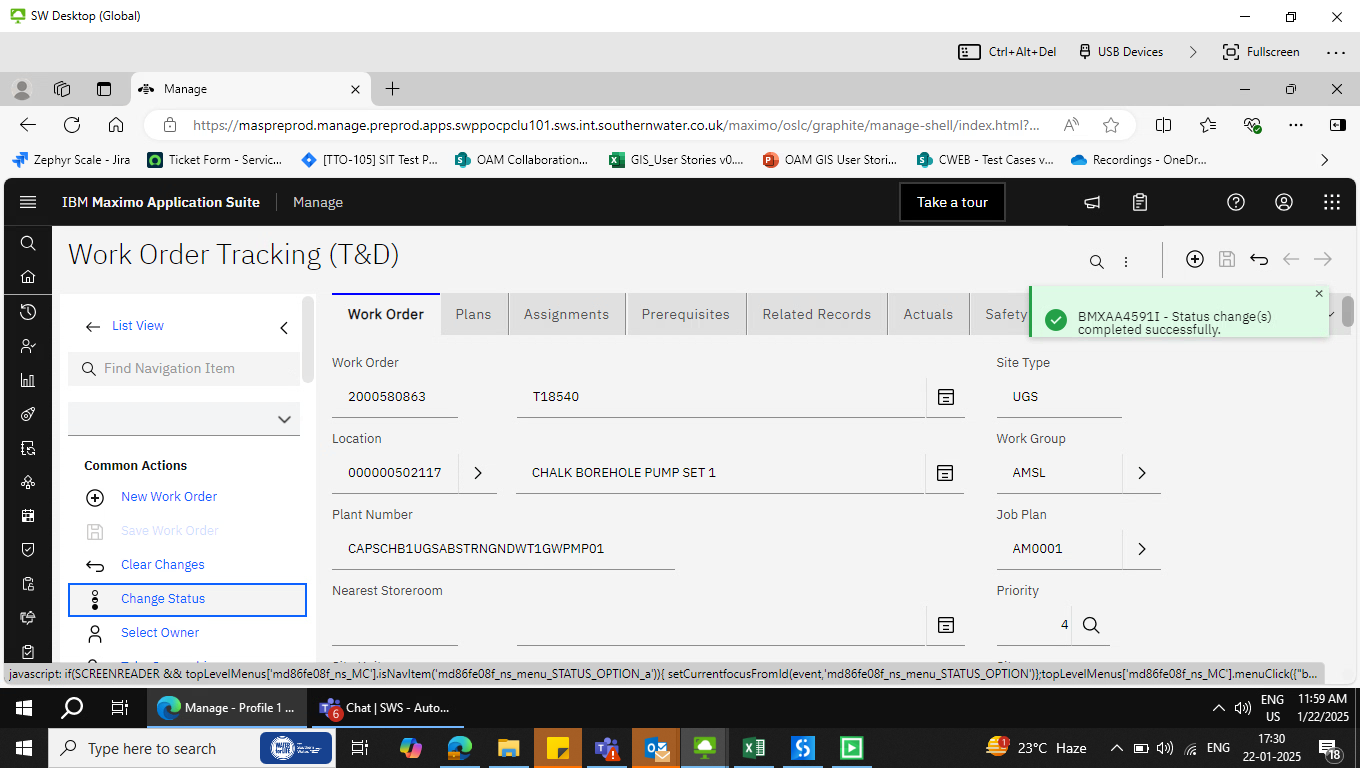 SW Desktop (Global)
Ctrl+Alt+Del
USB Devices
Fullscreen
Manage
https://maspreprod.manage.preprod.apps.swppocpclu101.sws.int.southernwater.co.uk/maximo/oslc/graphite/manage-shell/index.html?...
Zephyr Scale - Jira
Ticket Form - Servic...
[TTO-105] SIT Test P...
OAM Collaboration...
GIS_User Stories v0....
OAM GIS User Stori...
CWEB - Test Cases v...
Recordings - OneDr...
IBM Maximo Application Suite
Manage
Take a tour
Work Order Tracking (T&D)
List View
Find Navigation Item
Common Actions
New Work Order
Save Work Order
Clear Changes
Change Status
Select Owner
Work Order
Plans
Assignments
Prerequisites
Related Records
Actuals
Safety
BMXAA4591I - Status change(s)
completed successfully.
Work Order
2000580863
T18540
Site Type
UGS
Location
000000502117
CHALK BOREHOLE PUMP SET 1
Work Group
AMSL
Plant Number
CAPSCHB1UGSABSTRNGNDWT1GWPMP01
Job Plan
AM0001
Nearest Storeroom
Priority
4
javascript: if(SCREENREADER && topLevelMenus['md86fe08f_ns_MC'].isNavItem('md86fe08f_ns_menu_STATUS_OPTION_a')){ setCurrentfocusFromId(event,'md86fe08f_ns_menu_STATUS_OPTION')};topLevelMenus['md86fe08f_ns_MC'].menuClick({"b...
Manage - Profile 1 ...
6
Chat | SWS - Auto...
ENG
US
11:59 AM
1/22/2025
Type here to search
1
23°C Haze
ENG
17:30
22-01-2025
18